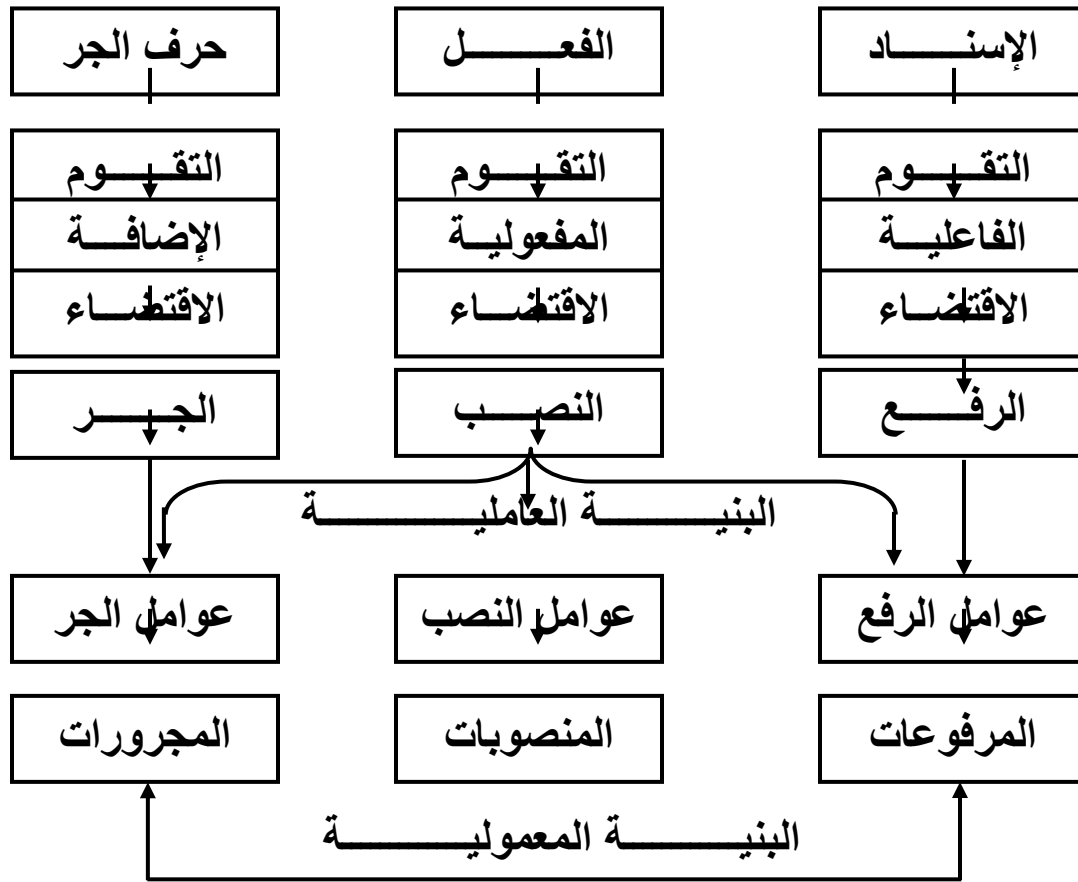 الإسناد الفعل حرف الجر
التقوم التقوم التقوم
الفاعلية المفعولية الإضافة
الاقتضاء الاقتضاء الاقتضاء
الرفع النصب الجر
البنية العاملية
عوامل الرفع عوامل النصب عوامل الجر
المرفوعات المنصوبات المجرورات
البنية المعمولية